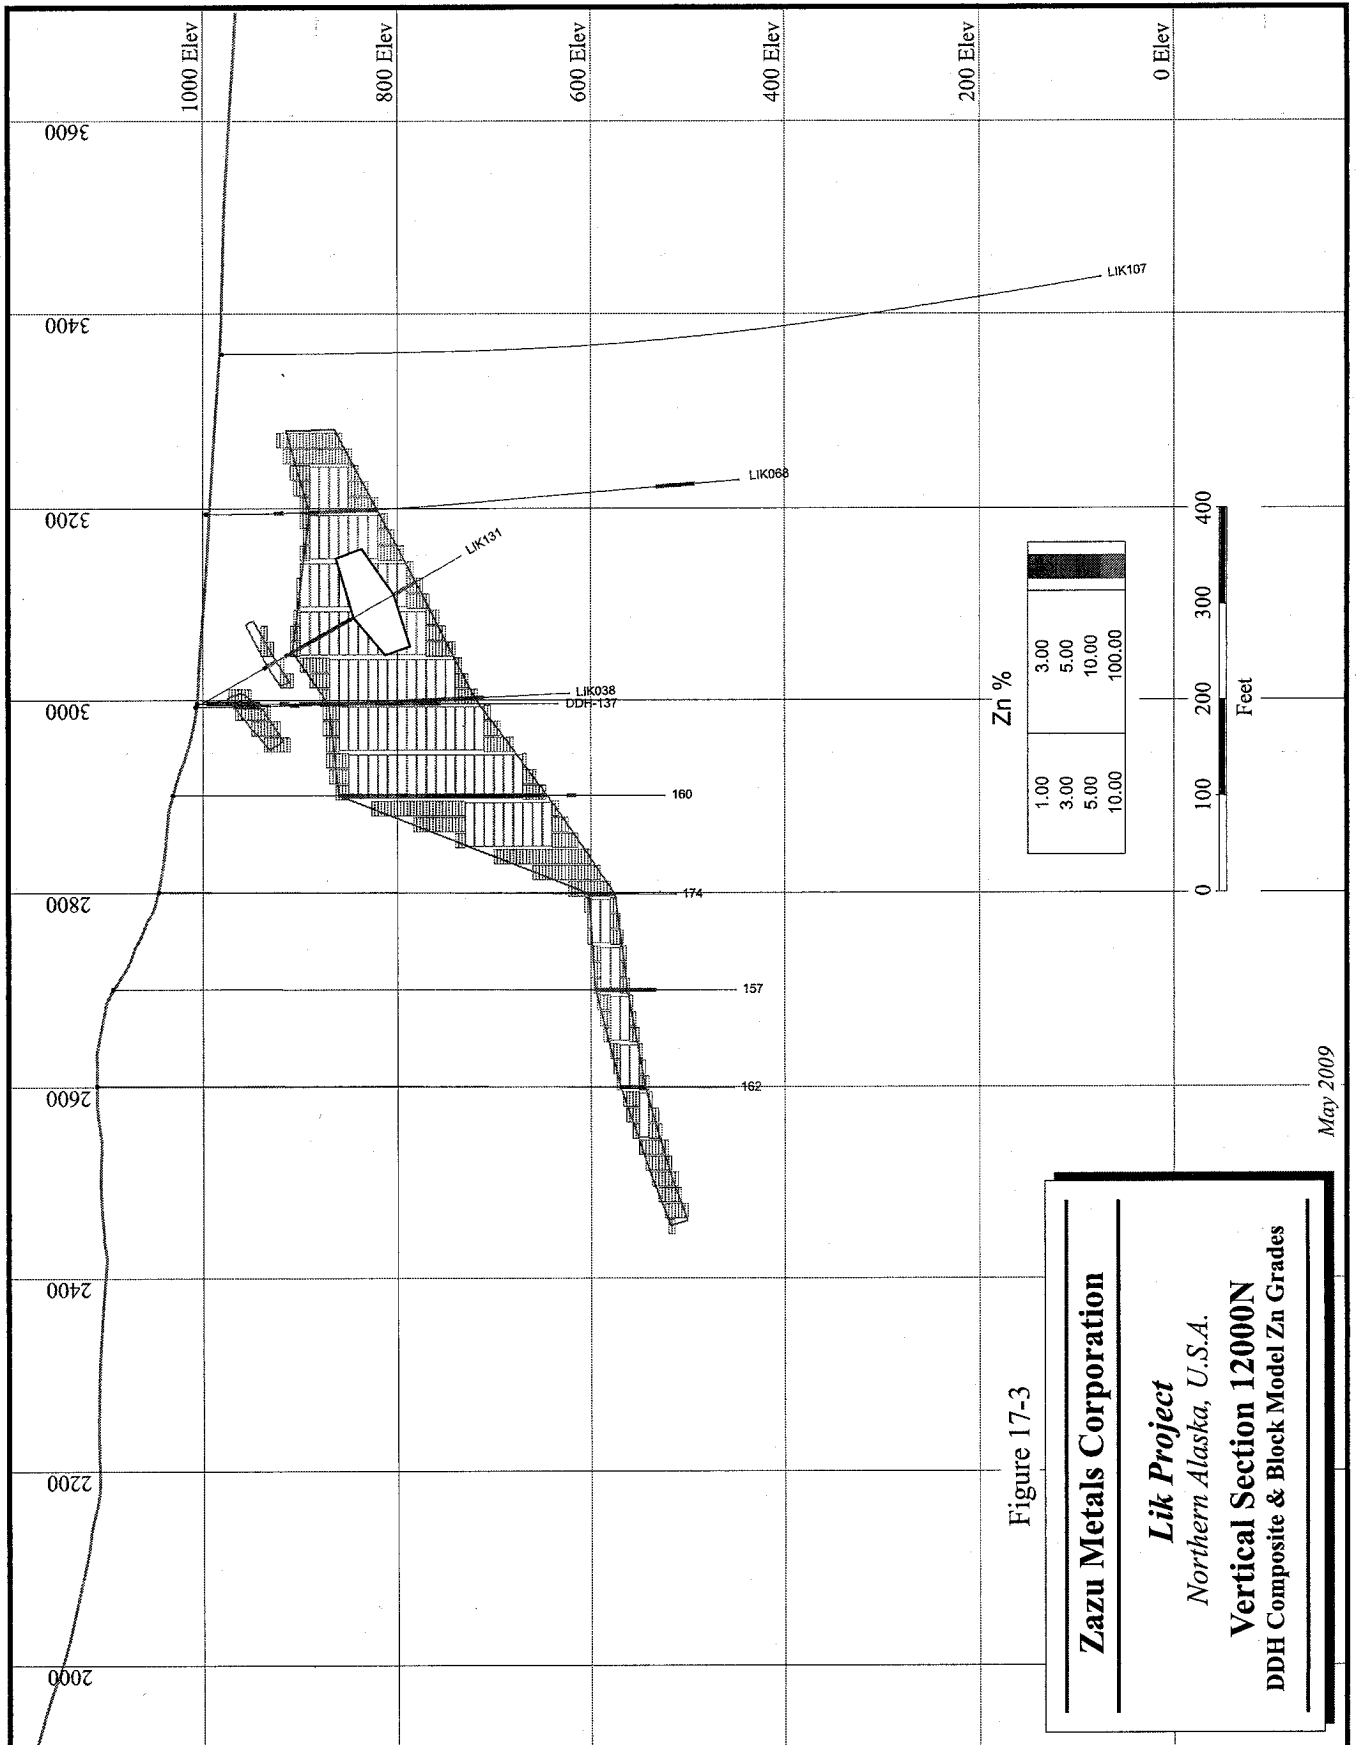 1000 Elev
800 Elev
600 Elev
400 Elev
200 Elev
0 Elev
3600
3400
3200
3000
2800
2600
2400
2200
2000
LIK107
LIK068
LIK131
LIK038
DDH-137
160
174
157
162
Zn %
1.00 3.00
3.00 5.00
5.00 10.00
10.00 100.00
0 100 200 300 400
Feet
Figure 17-3
Zazu Metals Corporation
Lik Project
Northern Alaska, U.S.A.
Vertical Section 12000N
DDH Composite & Block Model Zn Grades
May 2009